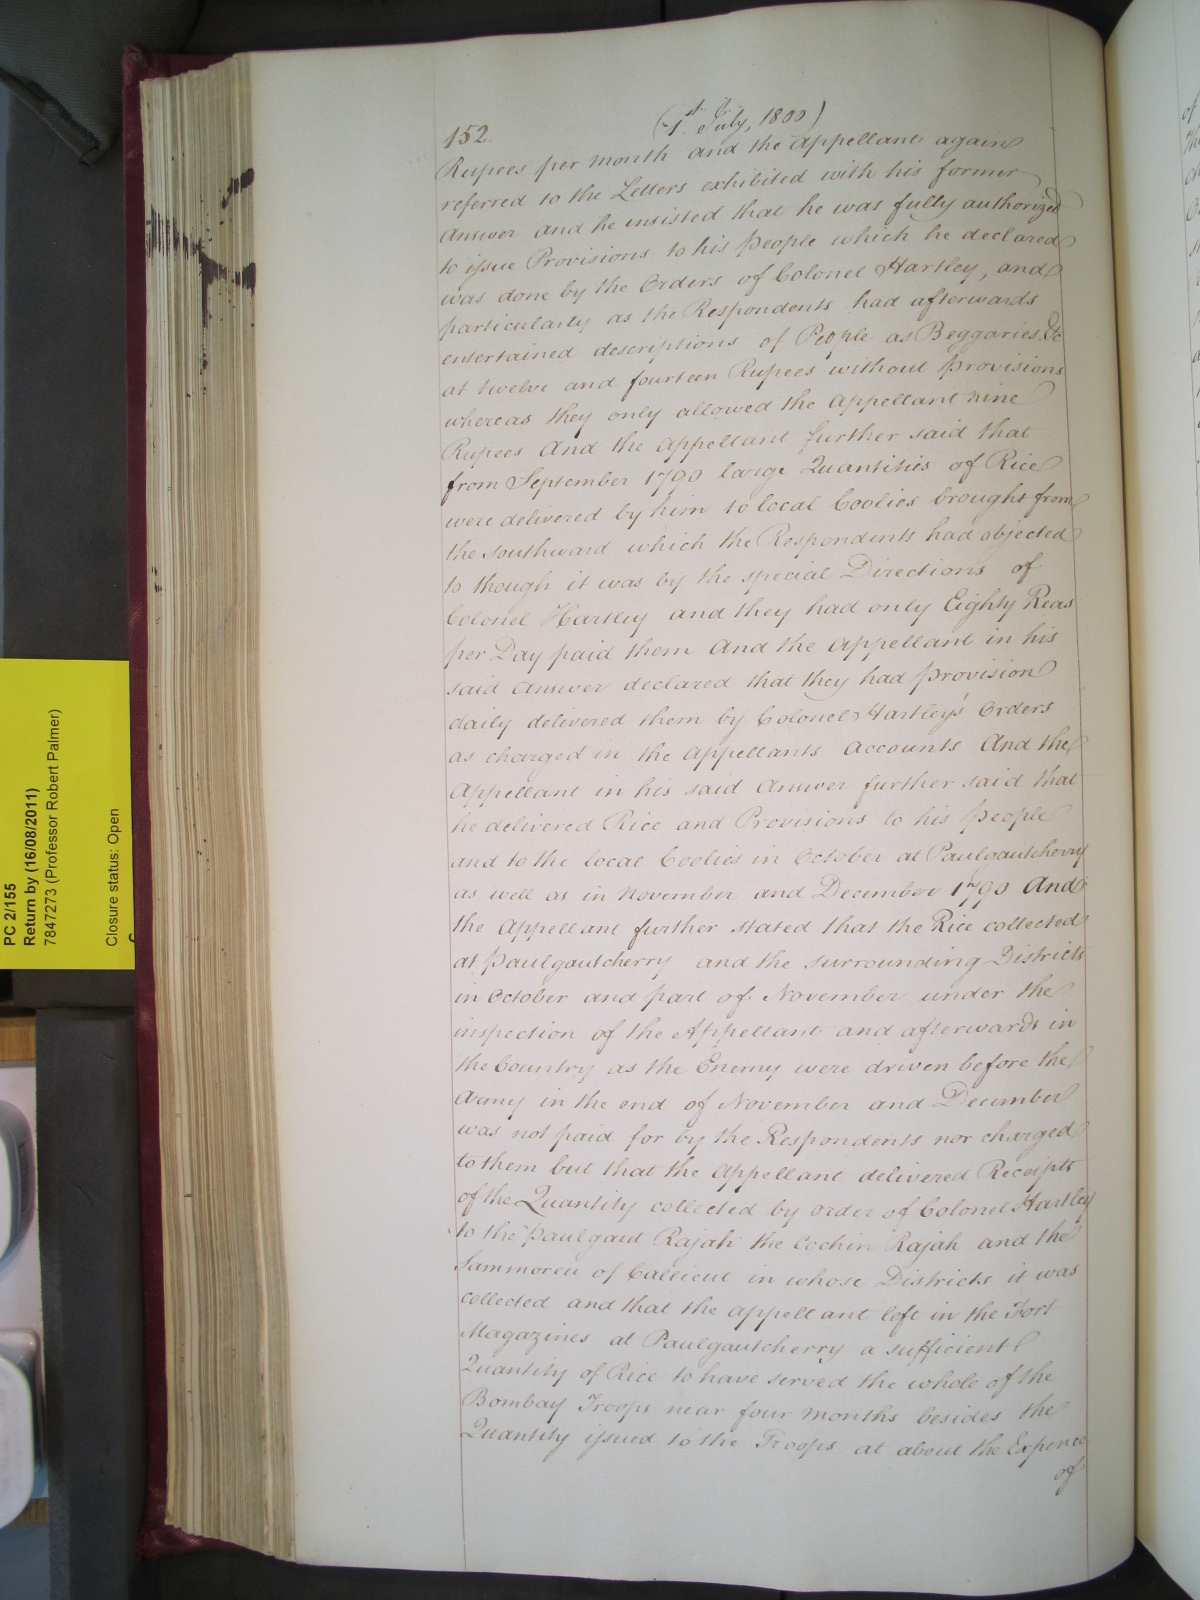 152.
(1st July, 1800)
Rupees per month and the appellant again
referred to the Letters exhibited with his former
answer and he insisted that he was fully authorized
to issue Provisions to his people which he declared
was done by the Orders of Colonel Hartley, and
particularly as the Respondents had afterwards
entertained descriptions of People as Beggaries &c
at twelve and fourteen Rupees without provisions
whereas they only allowed the appellant nine
Rupees And the appellant further said that
from September 1790 large Quantities of Rice
were delivered by him to local Coolies brought from
the southward which the Respondents had objected
to though it was by the special Directions of
Colonel Hartley and they had only Eighty Reas
per Day paid them And the appellant in his
said answer declared that they had provision
daily delivered them by Colonel Hartley's Orders
as charged in the appellants accounts And the
Appellant in his said Answer further said that
he delivered Rice and Provisions to his people
and to the local Coolies in October at Paulgautcherry
as well as in November and December 1790 And
the appellant further stated that the Rice collected
at paulgautcherry and the surrounding Districts
in October and part of November under the
inspection of the Appellant and afterwards in
the Country as the Enemy were driven before the
Army in the end of November and December
was not paid for by the Respondents nor charged
to them but that the appellant delivered Receipts
of the Quantity collected by order of Colonel Hartley
to the paulgaut Rajah the Cochin Rajah and the
Sammoreu of Callicut in whose Districts it was
collected and that the appellant left in the Fort
Magazines at Paulgautcherry a sufficient
Quantity of Rice to have served the whole of the
Bombay Troops near four months besides the
Quantity issued to the Troops at about the Expence
of
PC 2/155
Return by (16/08/2011)
7847273 (Professor Robert Palmer)
Closure status: Open